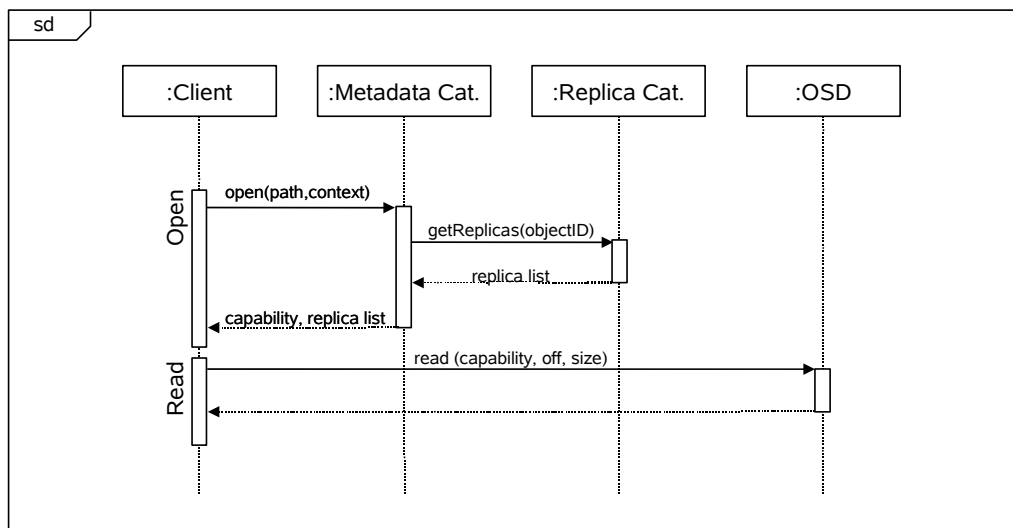 sd
:Client
:Metadata Cat.
:Replica Cat.
:OSD
Open
open(path,context)
getReplicas(objectID)
replica list
capability, replica list
Read
read (capability, off, size)